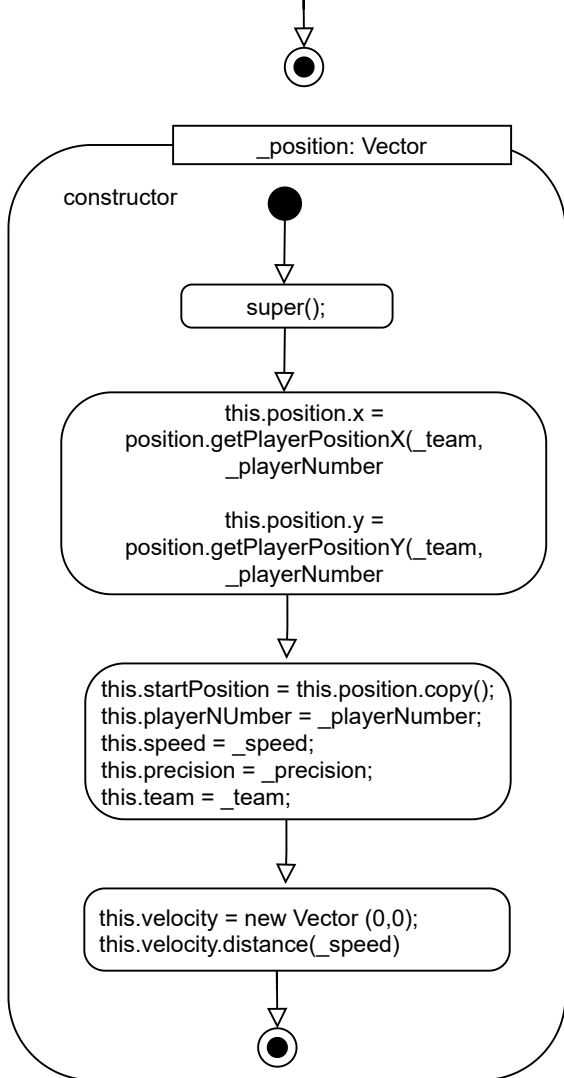 _position: Vector
constructor
super();
this.position.x =
position.getPlayerPositionX(_team,
_playerNumber
this.position.y =
position.getPlayerPositionY(_team,
_playerNumber
this.startPosition = this.position.copy();
this.playerNUmber = _playerNumber;
this.speed = _speed;
this.precision = _precision;
this.team = _team;
this.velocity = new Vector (0,0);
this.velocity.distance(_speed)